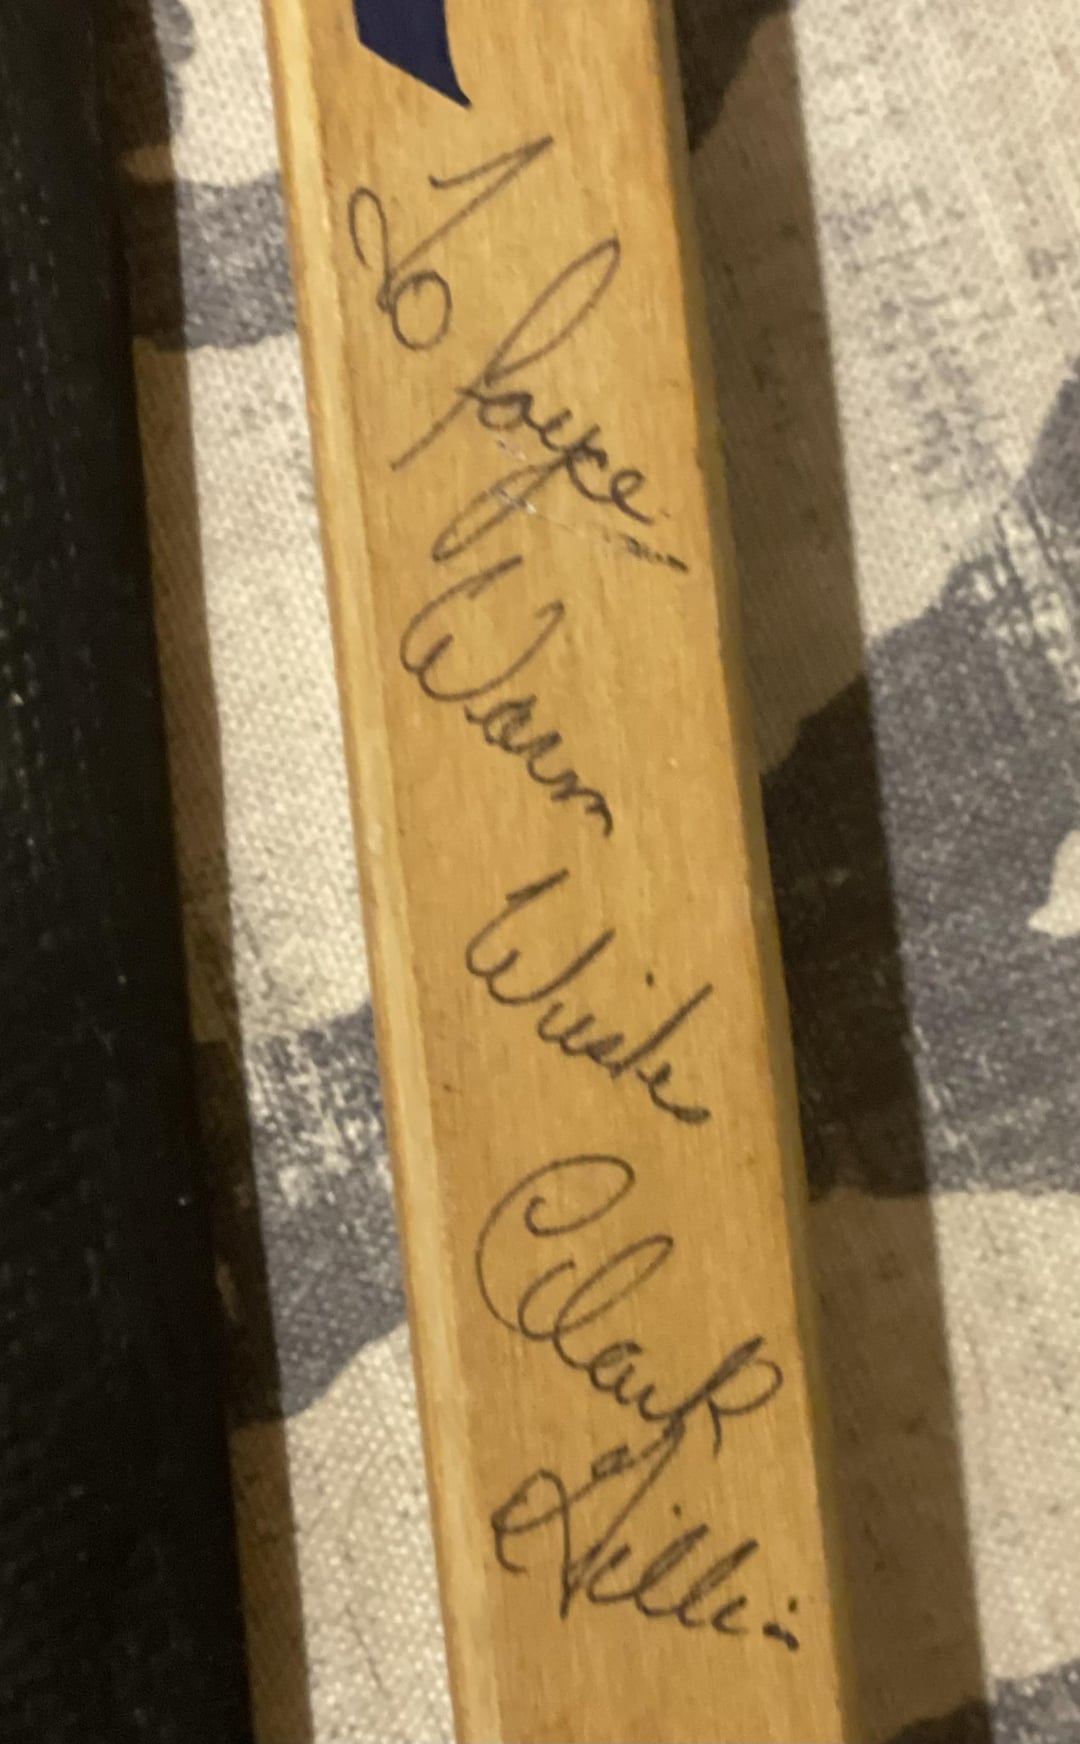 To Joyce
Warm Wishes
Clark
Gillies